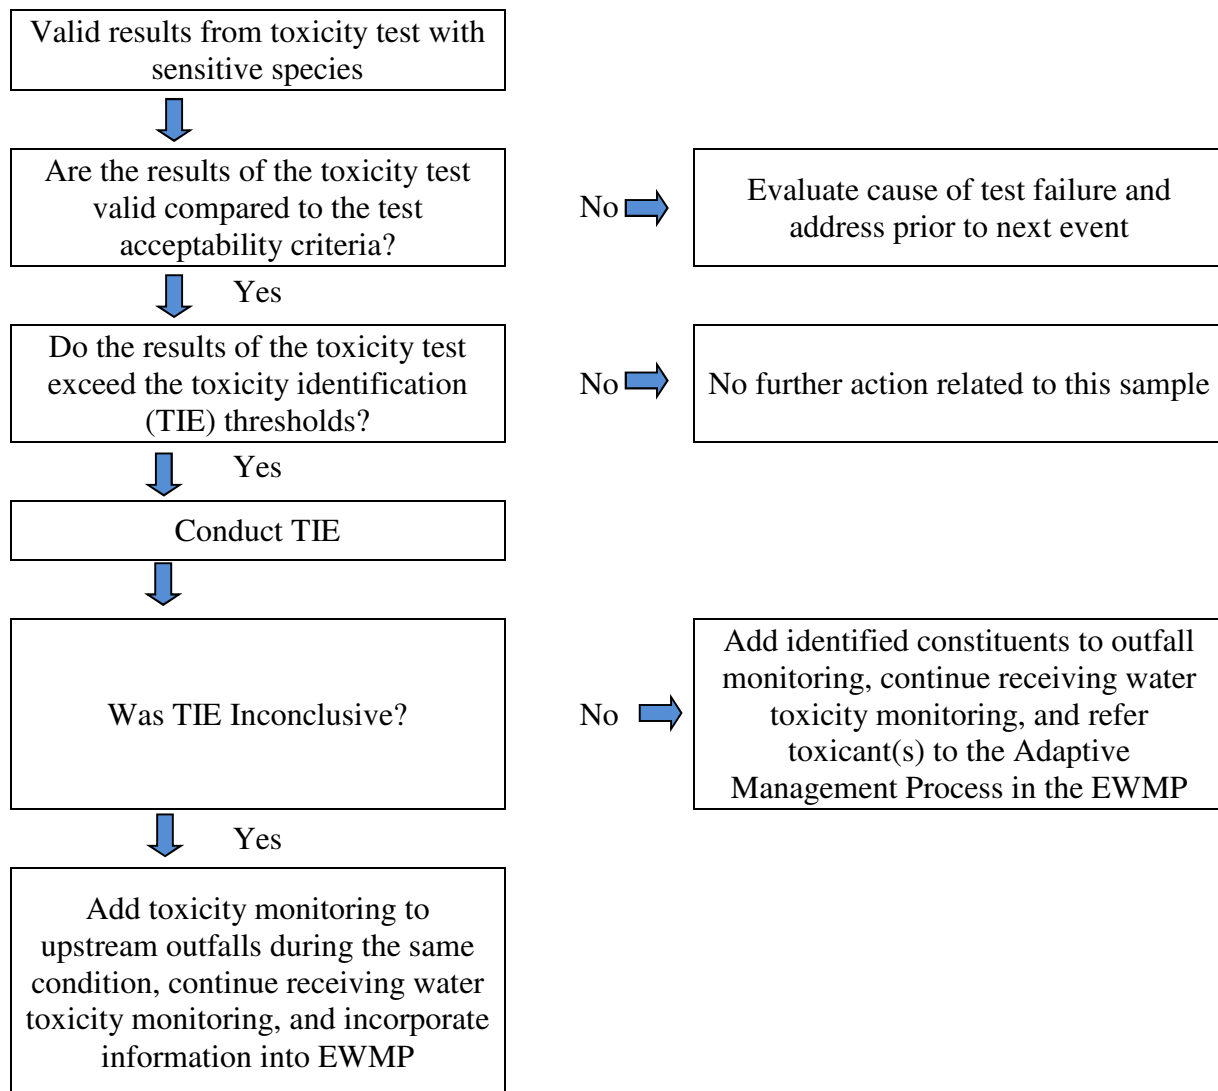 Valid results from toxicity test with
sensitive species
Are the results of the toxicity test
valid compared to the test
acceptability criteria?
No
Evaluate cause of test failure and
address prior to next event
Yes
Do the results of the toxicity test
exceed the toxicity identification
(TIE) thresholds?
No
No further action related to this sample
Yes
Conduct TIE
Was TIE Inconclusive?
No
Add identified constituents to outfall
monitoring, continue receiving water
toxicity monitoring, and refer
toxicant(s) to the Adaptive
Management Process in the EWMP
Yes
Add toxicity monitoring to
upstream outfalls during the same
condition, continue receiving water
toxicity monitoring, and incorporate
information into EWMP